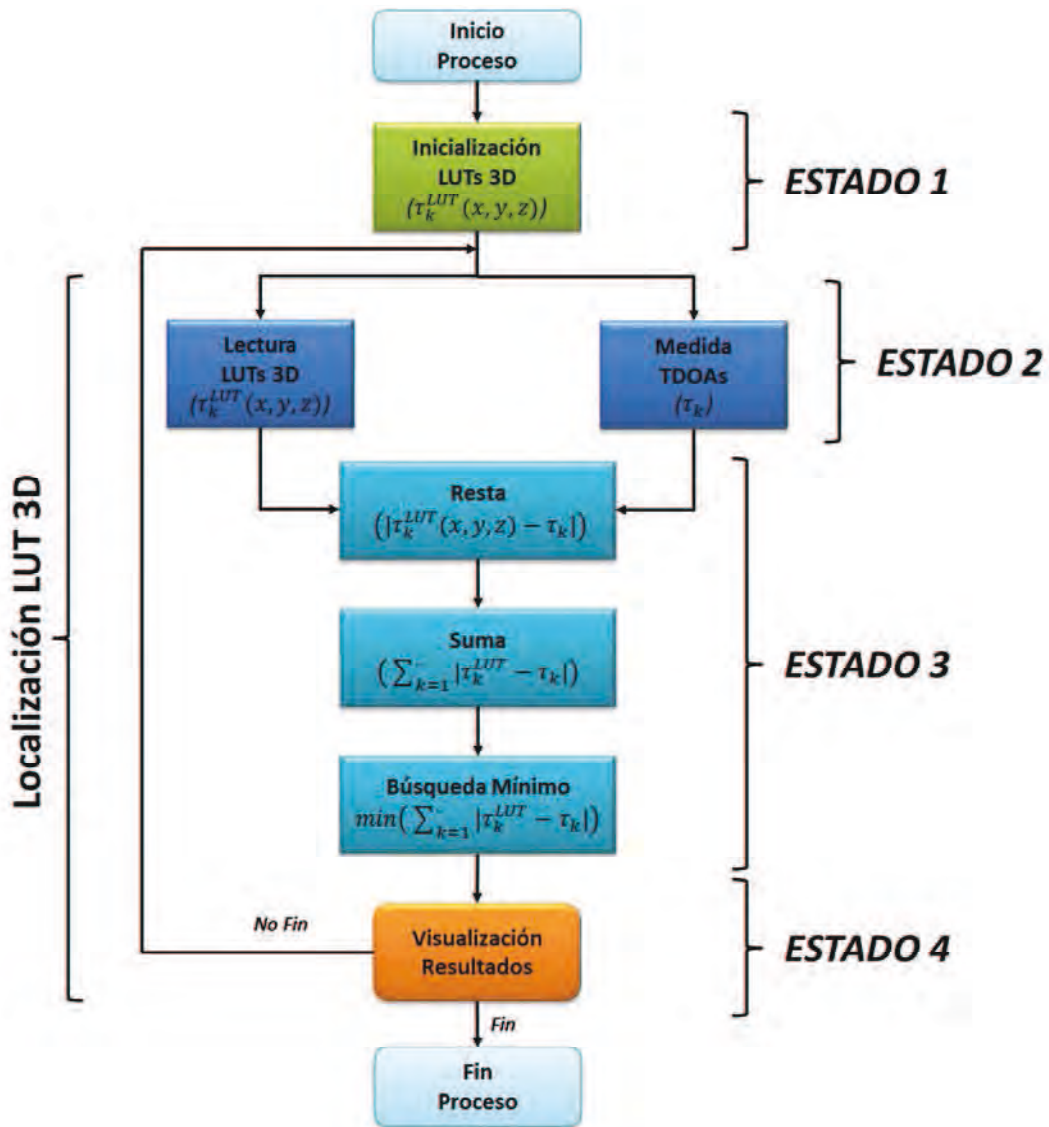 Inicio
Proceso
Inicialización
LUTs 3D
(τ_k^{LUT}(x, y, z))
ESTADO 1
Lectura
LUTs 3D
(τ_k^{LUT}(x, y, z))
Medida
TDOAs
(τ_k)
ESTADO 2
Localización LUT 3D
Resta
(|τ_k^{LUT}(x, y, z) − τ_k|)
Suma
(∑_{k=1} |τ_k^{LUT} − τ_k|)
ESTADO 3
Búsqueda Mínimo
min(∑_{k=1} |τ_k^{LUT} − τ_k|)
No Fin
Visualización
Resultados
ESTADO 4
Fin
Fin
Proceso